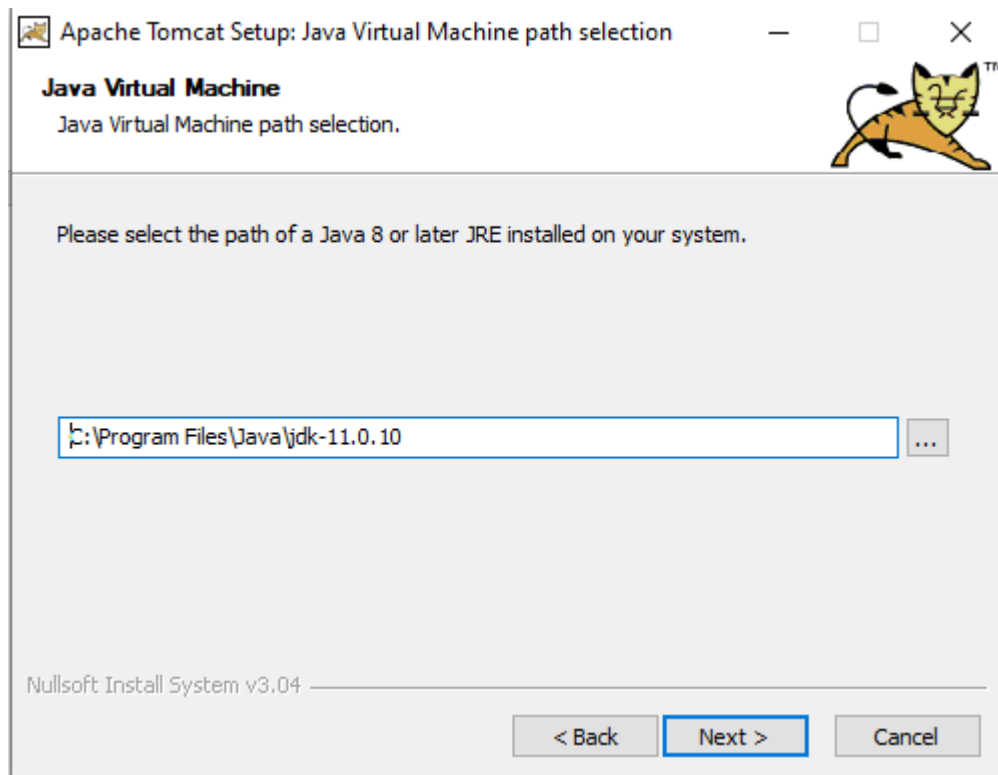 Apache Tomcat Setup: Java Virtual Machine path selection
Java Virtual Machine
Java Virtual Machine path selection.
TM
Please select the path of a Java 8 or later JRE installed on your system.
C:\Program Files\Java\jdk-11.0.10
...
Nullsoft Install System v3.04
< Back
Next >
Cancel